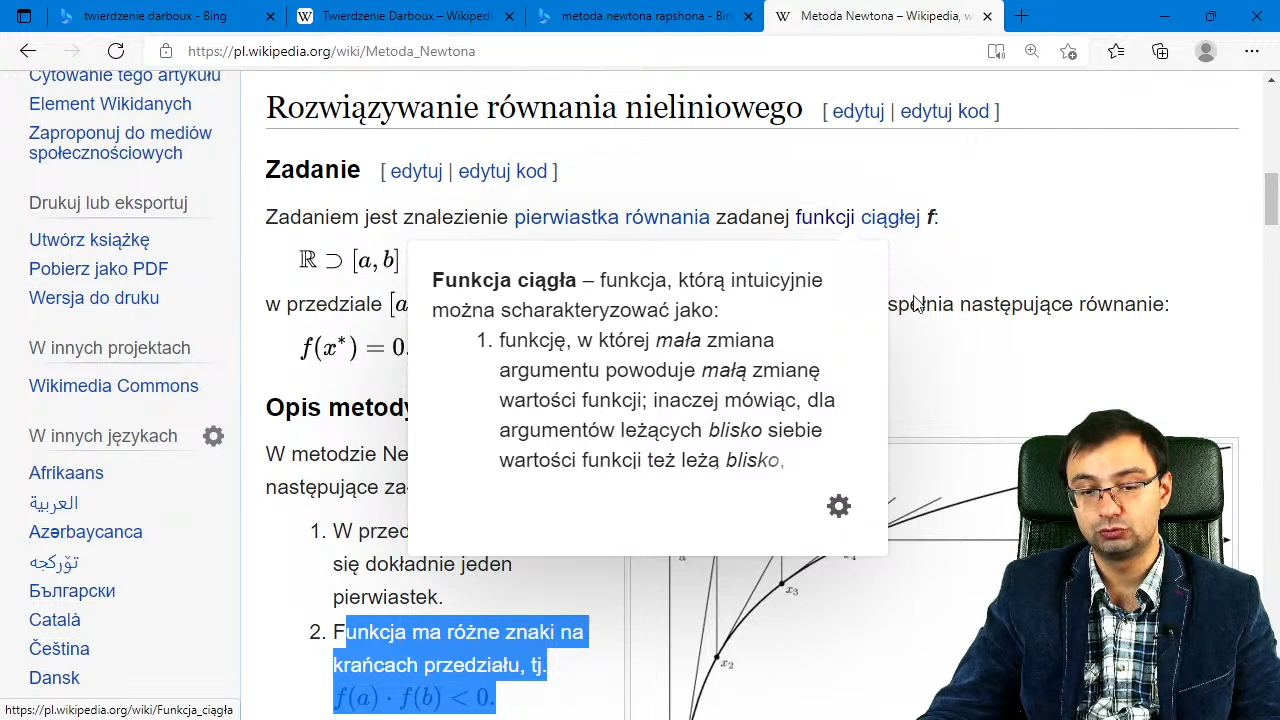 twierdzenie darboux - Bing
Twierdzenie Darboux – Wikipedi
metoda newtona rapshona - Bin
Metoda Newtona – Wikipedia, w
https://pl.wikipedia.org/wiki/Metoda_Newtona
Cytowanie tego artykułu
Element Wikidanych
Zaproponuj do mediów
społecznościowych
Drukuj lub eksportuj
Utwórz książkę
Pobierz jako PDF
Wersja do druku
W innych projektach
Wikimedia Commons
W innych językach
Afrikaans
العربية
Azərbaycanca
تۆرکجه
Български
Català
Čeština
Dansk
https://pl.wikipedia.org/wiki/Funkcja_ciągła
Rozwiązywanie równania nieliniowego [ edytuj | edytuj kod ]
Zadanie [ edytuj | edytuj kod ]
Zadaniem jest znalezienie pierwiastka równania zadanej funkcji ciągłej f:
ℝ ⊃ [a, b]
w przedziale [a
następujące równanie:
f(x*) = 0.
Opis metody
W metodzie Ne
następujące za
1. W przed
się dokładnie jeden
pierwiastek.
2. Funkcja ma różne znaki na
krańcach przedziału, tj.
f(a) · f(b) < 0.
Funkcja ciągła – funkcja, którą intuicyjnie
można scharakteryzować jako:
1. funkcję, w której mała zmiana
argumentu powoduje małą zmianę
wartości funkcji; inaczej mówiąc, dla
argumentów leżących blisko siebie
wartości funkcji też leżą blisko,
x₃
x₂